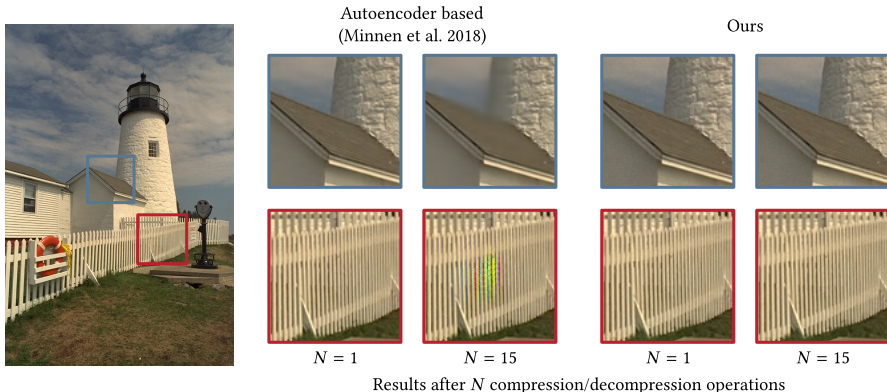 Autoencoder based
(Minnen et al. 2018)
Ours
N = 1
N = 15
N = 1
N = 15
Results after N compression/decompression operations